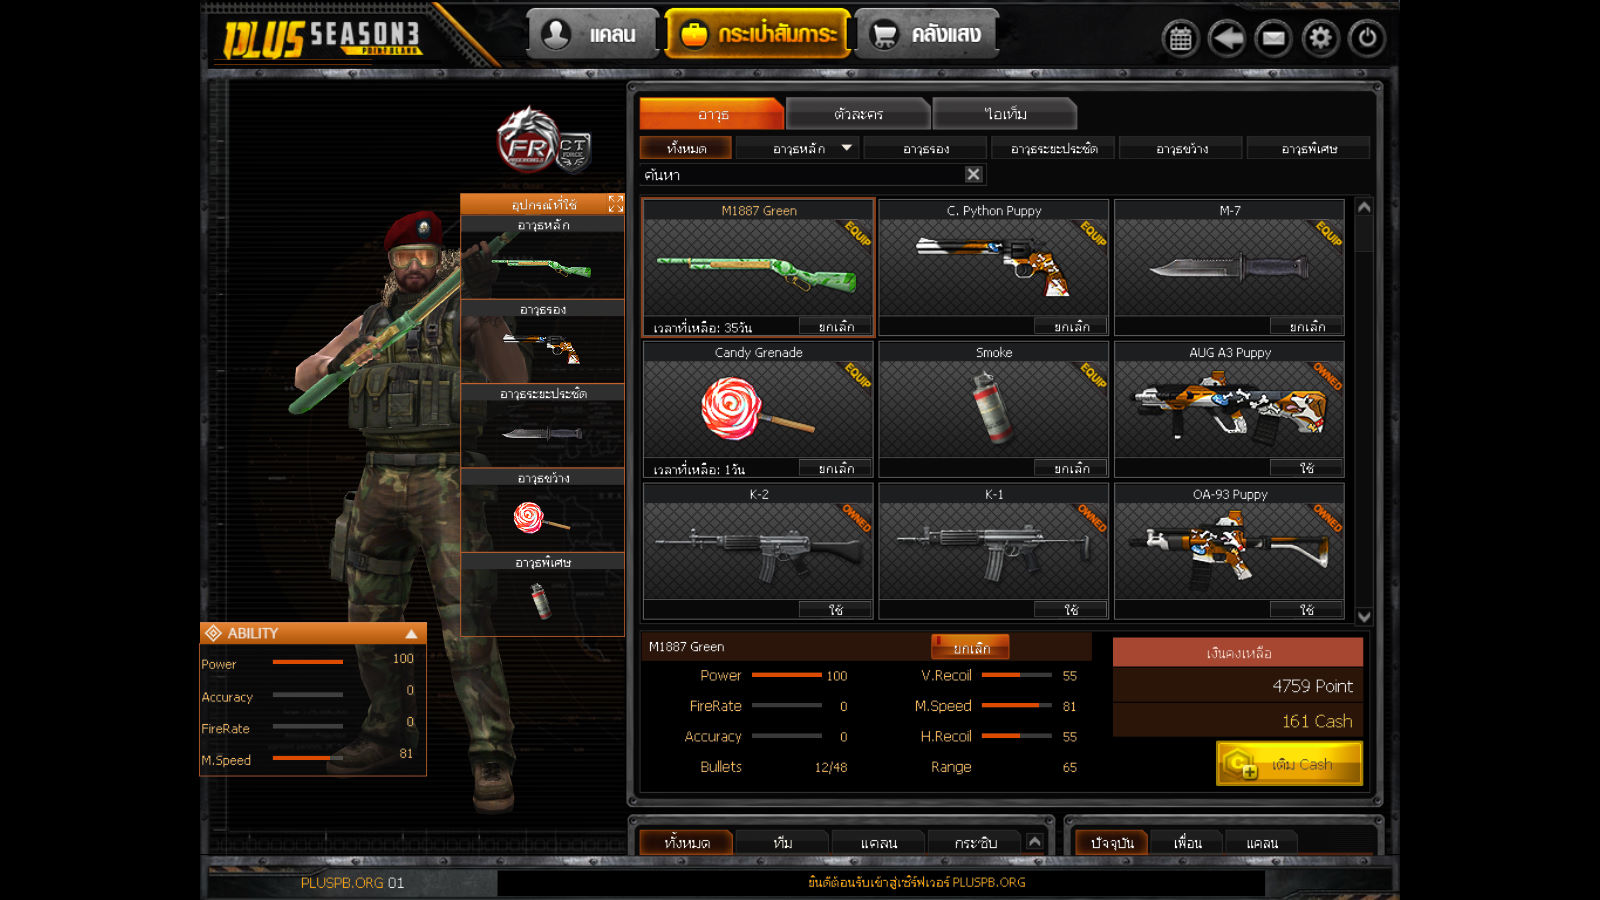 PLUS SEASON3
POINT BLANK
แคลน
กระเป๋าสัมภาระ
คลังแสง
FR
CT
FORCE
อาวุธ
ตัวละคร
ไอเท็ม
ทั้งหมด
อาวุธหลัก
อาวุธรอง
อาวุธระยะประชิด
อาวุธขว้าง
อาวุธพิเศษ
ค้นหา
อุปกรณ์ที่ใช้
อาวุธหลัก
อาวุธรอง
อาวุธระยะประชิด
อาวุธขว้าง
อาวุธพิเศษ
M1887 Green
EQUIP
เวลาที่เหลือ: 35วัน
ยกเลิก
C. Python Puppy
EQUIP
ยกเลิก
M-7
EQUIP
ยกเลิก
Candy Grenade
EQUIP
เวลาที่เหลือ: 1วัน
ยกเลิก
Smoke
EQUIP
ยกเลิก
AUG A3 Puppy
OWNED
ใช้
K-2
OWNED
ใช้
K-1
OWNED
ใช้
OA-93 Puppy
OWNED
ใช้
ABILITY
Power 100
Accuracy 0
FireRate 0
M.Speed 81
M1887 Green
ยกเลิก
Power 100 V.Recoil 55
FireRate 0 M.Speed 81
Accuracy 0 H.Recoil 55
Bullets 12/48 Range 65
เงินคงเหลือ
4759 Point
161 Cash
เติม Cash
ทั้งหมด
ทีม
แคลน
กระซิบ
ปัจจุบัน
เพื่อน
แคลน
PLUSPB.ORG 01
ยินดีต้อนรับเข้าสู่เซิร์ฟเวอร์ PLUSPB.ORG